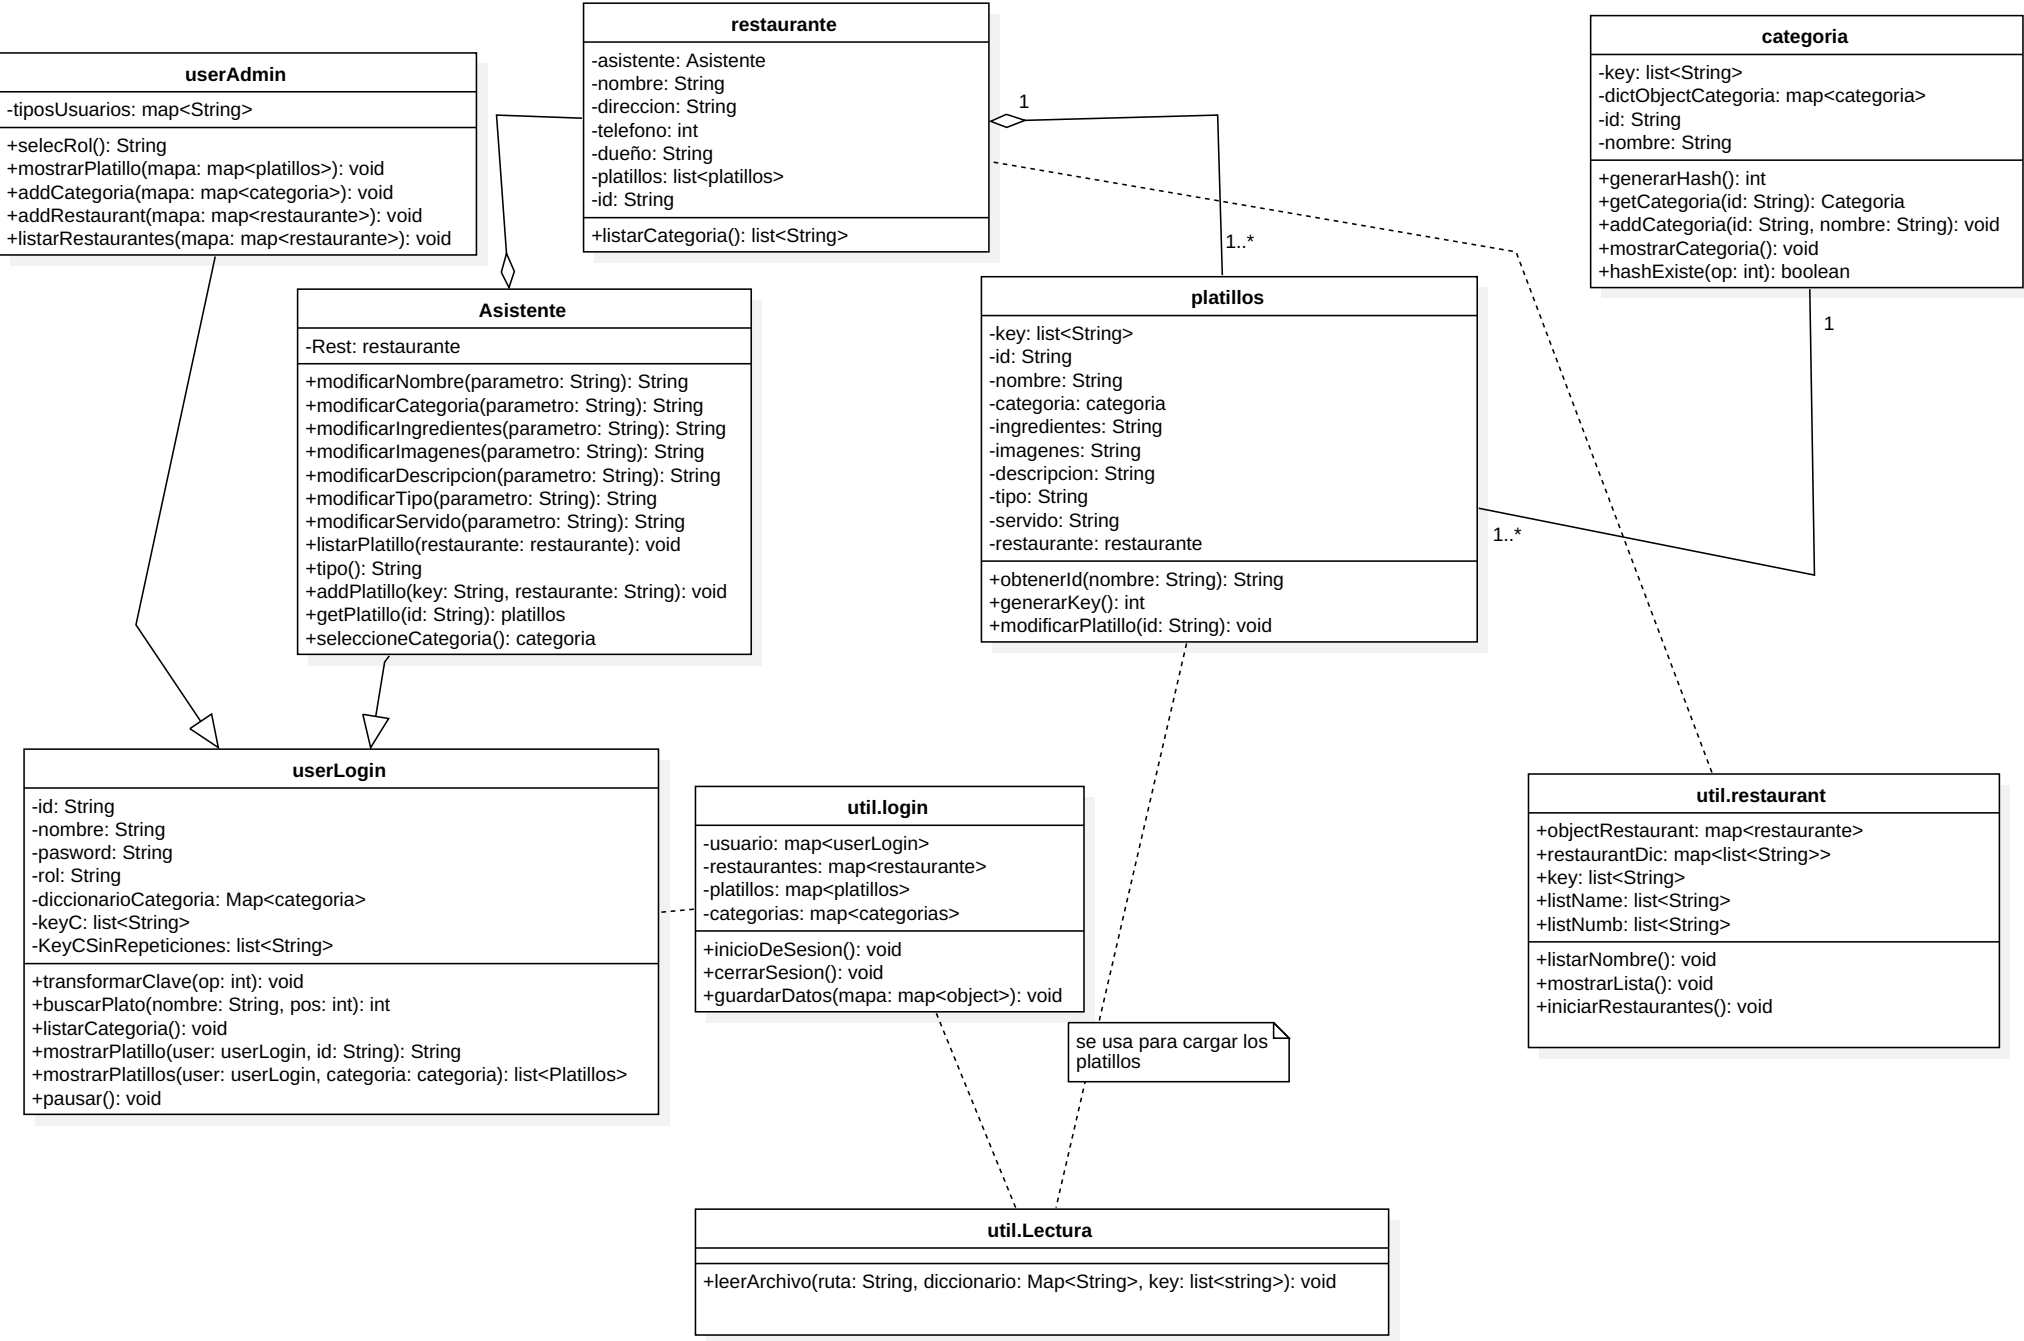 userAdmin
-tiposUsuarios: map<String>
+selecRol(): String
+mostrarPlatillo(mapa: map<platillos>): void
+addCategoria(mapa: map<categoria>): void
+addRestaurant(mapa: map<restaurante>): void
+listarRestaurantes(mapa: map<restaurante>): void
restaurante
-asistente: Asistente
-nombre: String
-direccion: String
-telefono: int
-dueño: String
-platillos: list<platillos>
-id: String
+listarCategoria(): list<String>
1
1..*
categoria
-key: list<String>
-dictObjectCategoria: map<categoria>
-id: String
-nombre: String
+generarHash(): int
+getCategoria(id: String): Categoria
+addCategoria(id: String, nombre: String): void
+mostrarCategoria(): void
+hashExiste(op: int): boolean
1
1..*
Asistente
-Rest: restaurante
+modificarNombre(parametro: String): String
+modificarCategoria(parametro: String): String
+modificarIngredientes(parametro: String): String
+modificarImagenes(parametro: String): String
+modificarDescripcion(parametro: String): String
+modificarTipo(parametro: String): String
+modificarServido(parametro: String): String
+listarPlatillo(restaurante: restaurante): void
+tipo(): String
+addPlatillo(key: String, restaurante: String): void
+getPlatillo(id: String): platillos
+seleccioneCategoria(): categoria
platillos
-key: list<String>
-id: String
-nombre: String
-categoria: categoria
-ingredientes: String
-imagenes: String
-descripcion: String
-tipo: String
-servido: String
-restaurante: restaurante
+obtenerId(nombre: String): String
+generarKey(): int
+modificarPlatillo(id: String): void
userLogin
-id: String
-nombre: String
-pasword: String
-rol: String
-diccionarioCategoria: Map<categoria>
-keyC: list<String>
-KeyCSinRepeticiones: list<String>
+transformarClave(op: int): void
+buscarPlato(nombre: String, pos: int): int
+listarCategoria(): void
+mostrarPlatillo(user: userLogin, id: String): String
+mostrarPlatillos(user: userLogin, categoria: categoria): list<Platillos>
+pausar(): void
util.login
-usuario: map<userLogin>
-restaurantes: map<restaurante>
-platillos: map<platillos>
-categorias: map<categorias>
+inicioDeSesion(): void
+cerrarSesion(): void
+guardarDatos(mapa: map<object>): void
se usa para cargar los
platillos
util.restaurant
+objectRestaurant: map<restaurante>
+restaurantDic: map<list<String>>
+key: list<String>
+listName: list<String>
+listNumb: list<String>
+listarNombre(): void
+mostrarLista(): void
+iniciarRestaurantes(): void
util.Lectura
+leerArchivo(ruta: String, diccionario: Map<String>, key: list<string>): void